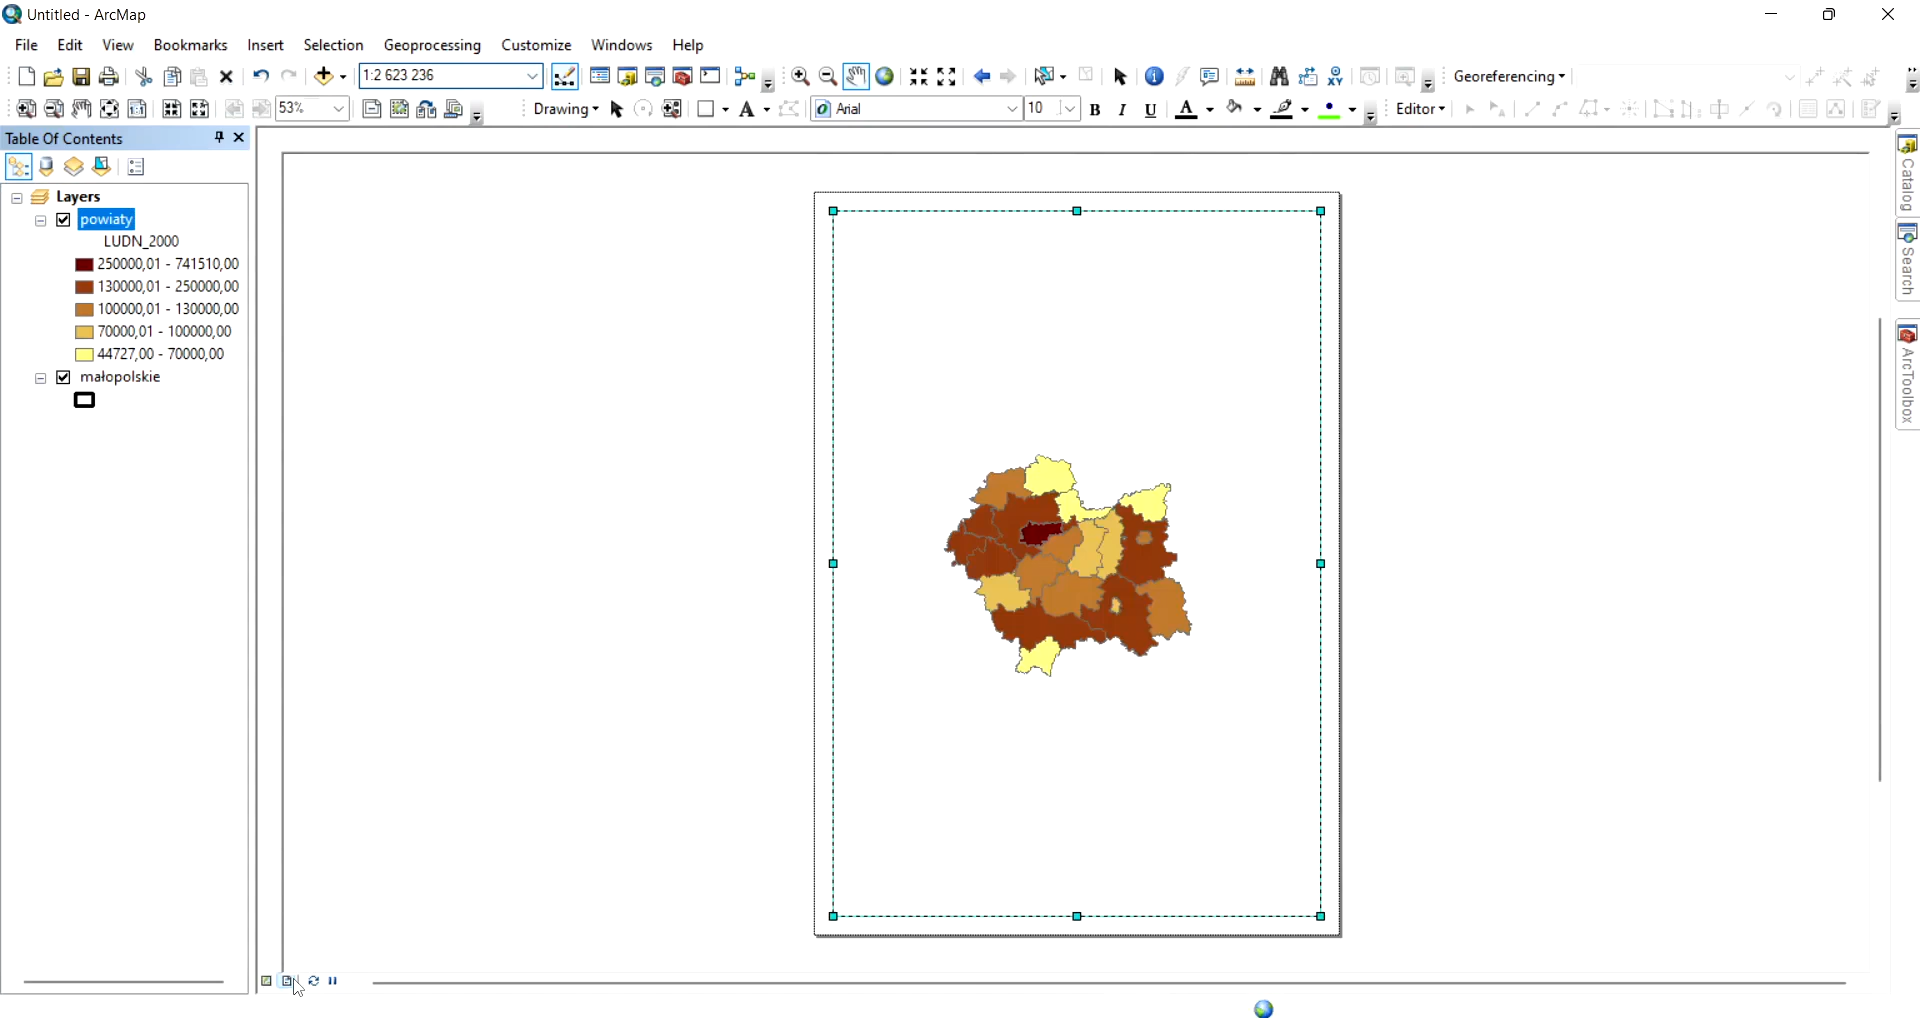 Untitled - ArcMap
File Edit View Bookmarks Insert Selection Geoprocessing Customize Windows Help
1:2 623 236 Georeferencing
53% Drawing Arial 10 B I U A Editor
Table Of Contents
Layers
powiaty
LUDN_2000
250000,01 - 741510,00
130000,01 - 250000,00
100000,01 - 130000,00
70000,01 - 100000,00
44727,00 - 70000,00
małopolskie
Catalog
Search
ArcToolbox